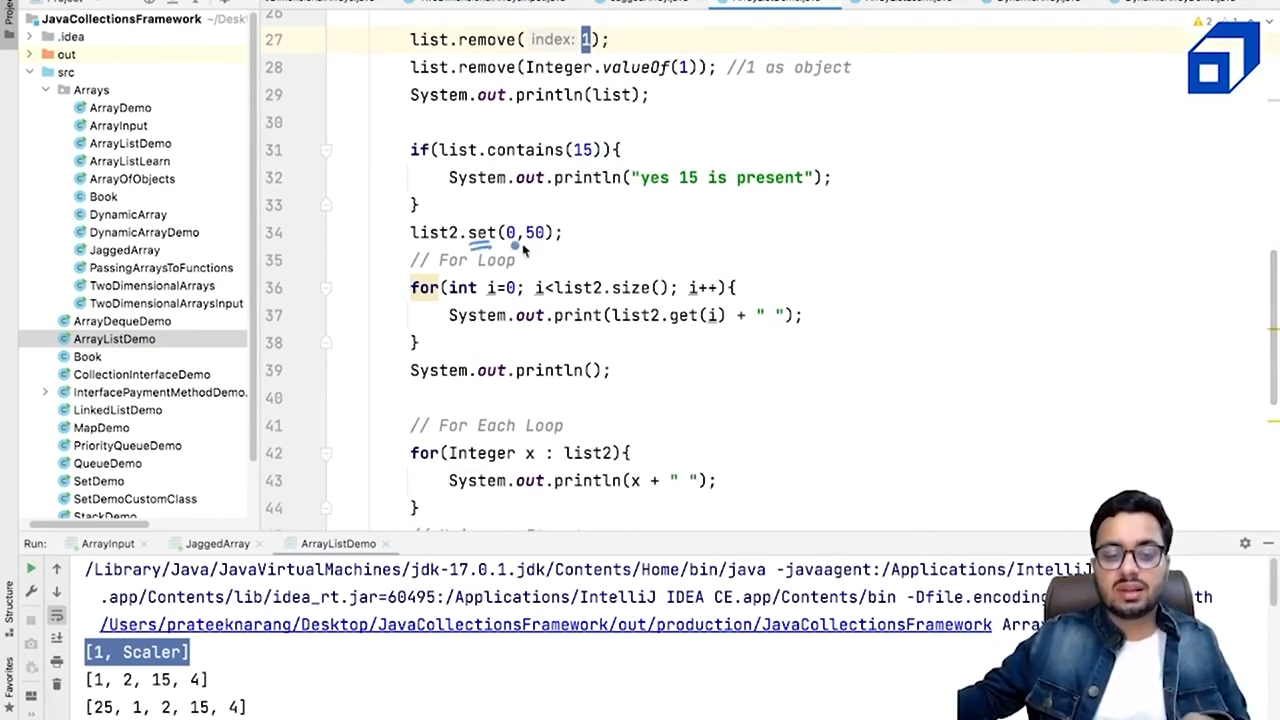 JavaCollectionsFramework ~/Desk
.idea
out
src
Arrays
ArrayDemo
ArrayInput
ArrayListDemo
ArrayListLearn
ArrayOfObjects
Book
DynamicArray
DynamicArrayDemo
JaggedArray
PassingArraysToFunctions
TwoDimensionalArrays
TwoDimensionalArraysInput
ArrayDequeDemo
ArrayListDemo
Book
CollectionInterfaceDemo
InterfacePaymentMethodDemo.
LinkedListDemo
MapDemo
PriorityQueueDemo
QueueDemo
SetDemo
SetDemoCustomClass
StackDemo
26
27 list.remove( index: 1);
28 list.remove(Integer.valueOf(1)); //1 as object
29 System.out.println(list);
30
31 if(list.contains(15)){
32 System.out.println("yes 15 is present");
33 }
34 list2.set(0,50);
35 // For Loop
36 for(int i=0; i<list2.size(); i++){
37 System.out.print(list2.get(i) + " ");
38 }
39 System.out.println();
40
41 // For Each Loop
42 for(Integer x : list2){
43 System.out.println(x + " ");
44 }
2
Run: ArrayInput JaggedArray ArrayListDemo
/Library/Java/JavaVirtualMachines/jdk-17.0.1.jdk/Contents/Home/bin/java -javaagent:/Applications/IntelliJ
.app/Contents/lib/idea_rt.jar=60495:/Applications/IntelliJ IDEA CE.app/Contents/bin -Dfile.encoding th
/Users/prateeknarang/Desktop/JavaCollectionsFramework/out/production/JavaCollectionsFramework Arr
[1, Scaler]
[1, 2, 15, 4]
[25, 1, 2, 15, 4]
Structure
Favorites